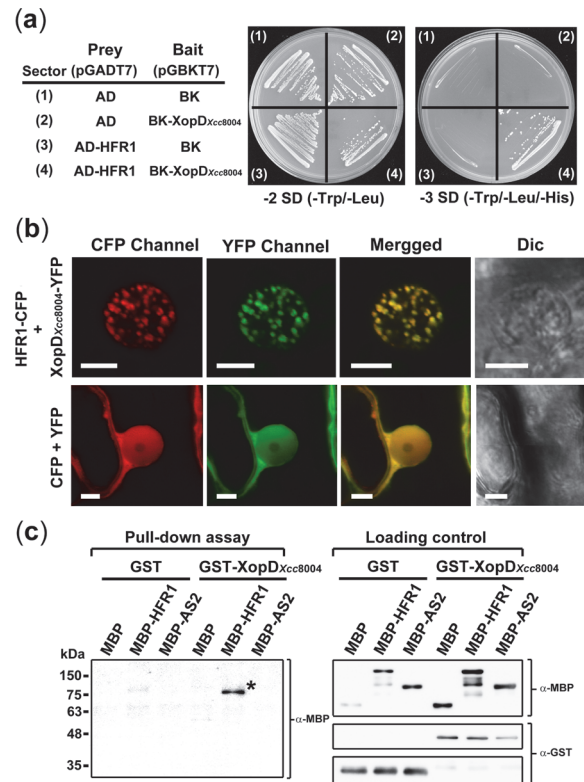 (a)
Prey Bait
Sector (pGADT7) (pGBKT7)
(1) AD BK
(2) AD BK-XopDXcc8004
(3) AD-HFR1 BK
(4) AD-HFR1 BK-XopDXcc8004
(1) (2)
(3) (4)
-2 SD (-Trp/-Leu)
(1) (2)
(3) (4)
-3 SD (-Trp/-Leu/-His)
(b)
CFP Channel YFP Channel Mergged Dic
HFR1-CFP
+
XopDXcc8004-YFP
CFP + YFP
(c)
Pull-down assay Loading control
GST GST-XopDXcc8004 GST GST-XopDXcc8004
MBP MBP-HFR1 MBP-AS2 MBP MBP-HFR1 MBP-AS2 MBP MBP-HFR1 MBP-AS2 MBP MBP-HFR1 MBP-AS2
kDa
150
75
63
48
35
*
α-MBP
α-MBP
α-GST